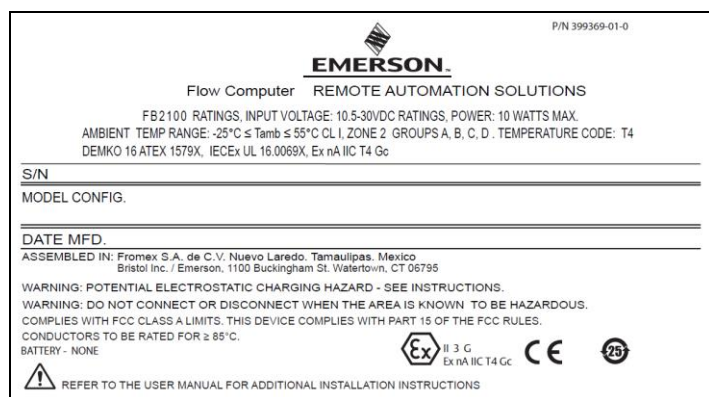 P/N 399369-01-0
EMERSON™
Flow Computer REMOTE AUTOMATION SOLUTIONS
FB2100 RATINGS, INPUT VOLTAGE: 10.5-30VDC RATINGS, POWER: 10 WATTS MAX.
AMBIENT TEMP RANGE: -25°C ≤ Tamb ≤ 55°C CL I, ZONE 2 GROUPS A, B, C, D . TEMPERATURE CODE: T4
DEMKO 16 ATEX 1579X, IECEx UL 16.0069X, Ex nA IIC T4 Gc
S/N
MODEL CONFIG.
DATE MFD.
ASSEMBLED IN: Fromex S.A. de C.V. Nuevo Laredo. Tamaulipas. Mexico
Bristol Inc. / Emerson, 1100 Buckingham St. Watertown, CT 06795
WARNING: POTENTIAL ELECTROSTATIC CHARGING HAZARD - SEE INSTRUCTIONS.
WARNING: DO NOT CONNECT OR DISCONNECT WHEN THE AREA IS KNOWN TO BE HAZARDOUS.
COMPLIES WITH FCC CLASS A LIMITS. THIS DEVICE COMPLIES WITH PART 15 OF THE FCC RULES.
CONDUCTORS TO BE RATED FOR ≥ 85°C.
BATTERY - NONE
Ex II 3 G
Ex nA IIC T4 Gc
CE
25
REFER TO THE USER MANUAL FOR ADDITIONAL INSTALLATION INSTRUCTIONS